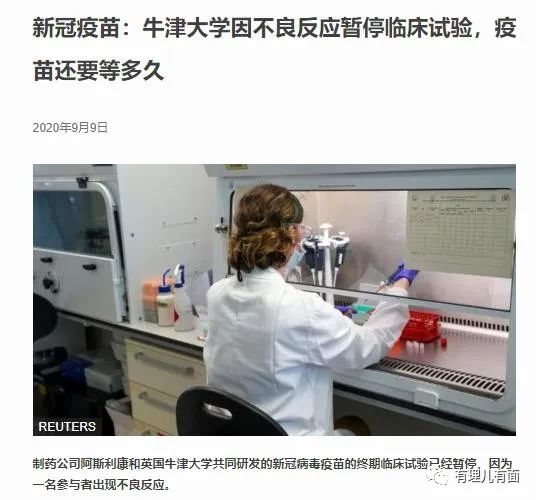 新冠疫苗：牛津大学因不良反应暂停临床试验，疫
苗还要等多久
2020年9月9日
REUTERS
制药公司阿斯利康和英国牛津大学共同研发的新冠病毒疫苗的终期临床试验已经暂停，因为
一名参与者出现不良反应。
有理儿有面